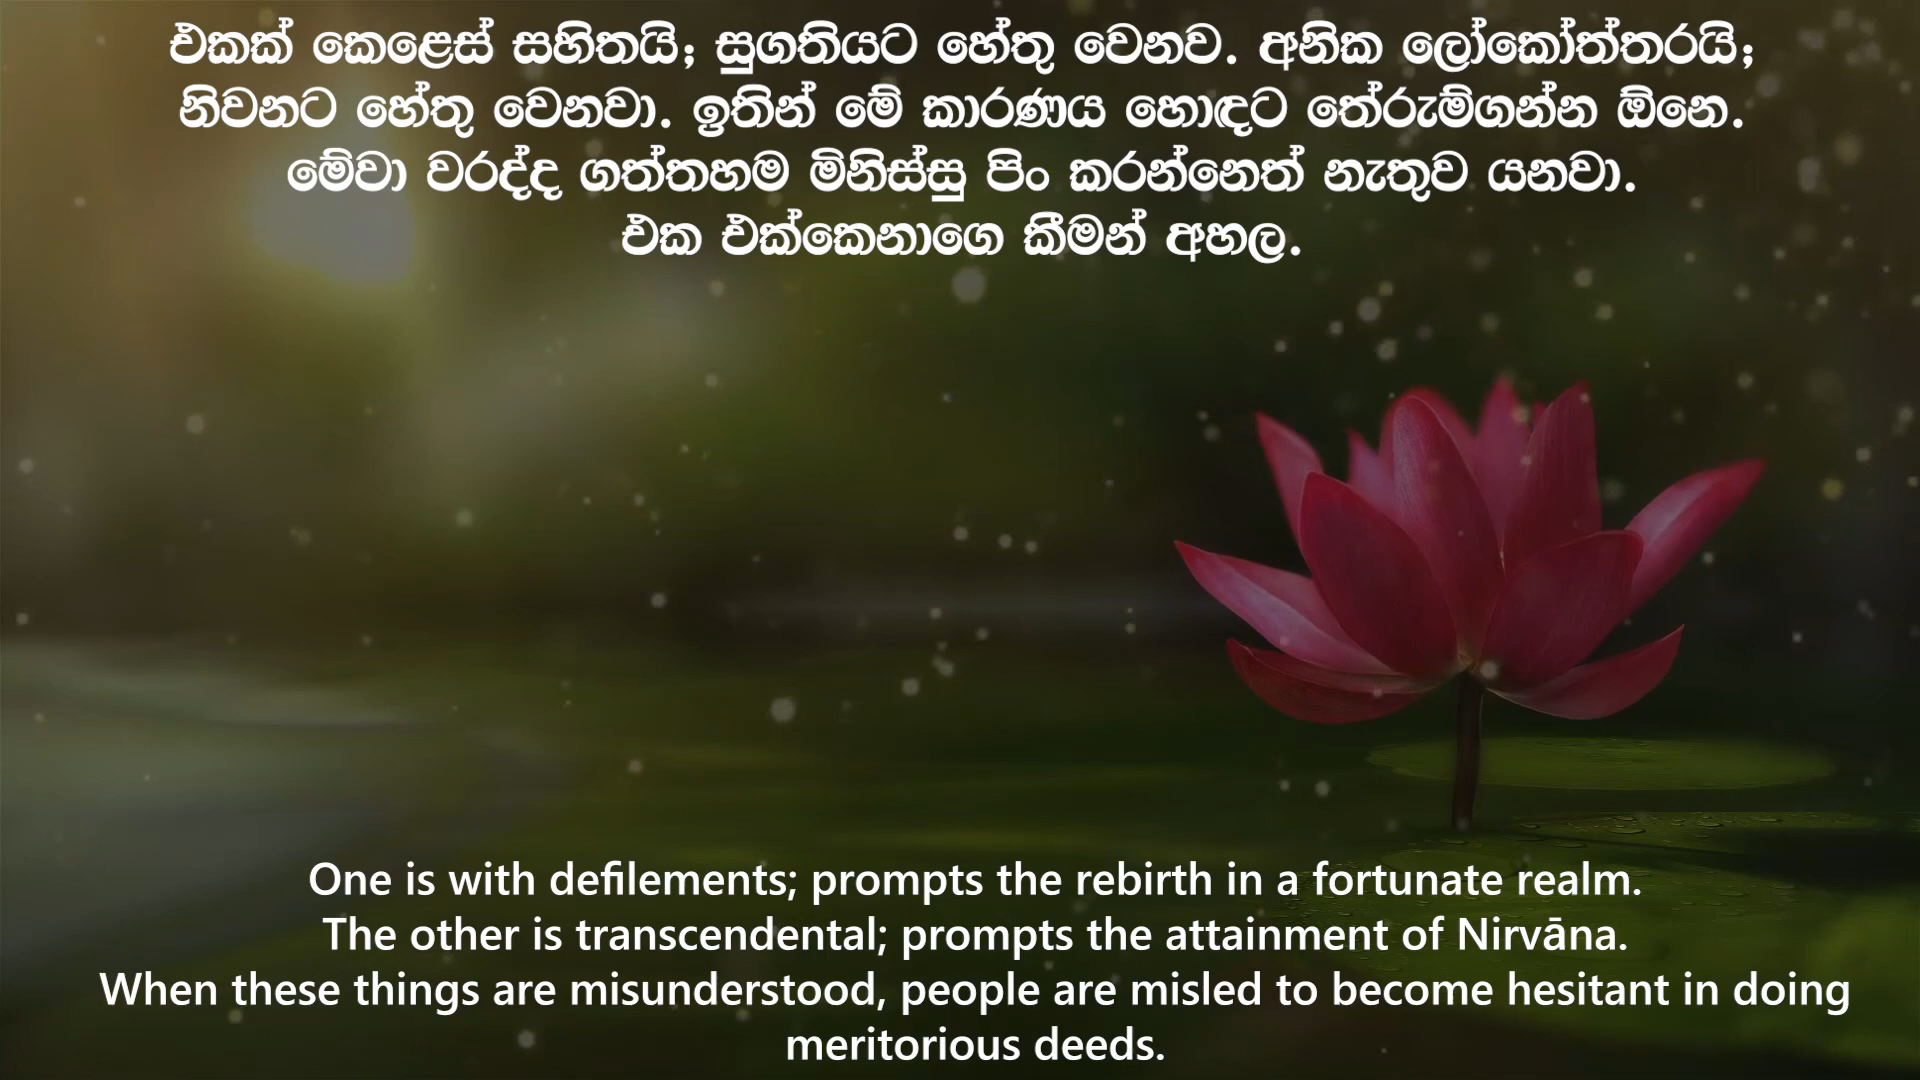 එකක් කෙළෙස් සහිතයි; සුගතියට හේතු වෙනව. අනික ලෝකෝත්තරයි;
නිවනට හේතු වෙනවා. ඉතින් මේ කාරණය හොඳට තේරුම්ගන්න ඕනෙ.
මේවා වරද්ද ගත්තහම මිනිස්සු පිං කරන්නෙත් නැතුව යනවා.
එක එක්කෙනාගෙ කීමන් අහල.
One is with defilements; prompts the rebirth in a fortunate realm.
The other is transcendental; prompts the attainment of Nirvāna.
When these things are misunderstood, people are misled to become hesitant in doing
meritorious deeds.